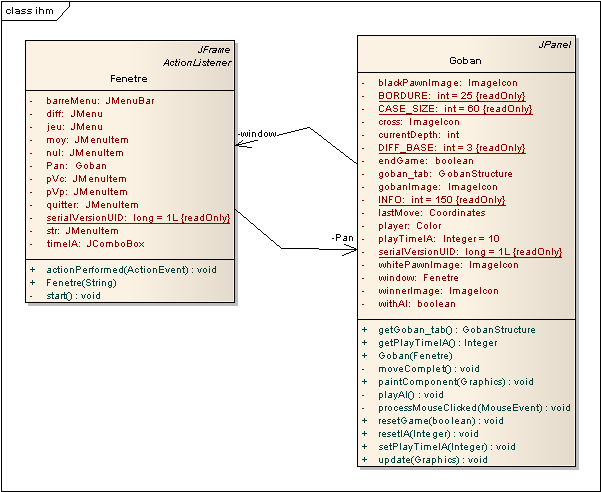 class ihm
JFrame
ActionListener
Fenetre
- barreMenu: JMenuBar
- diff: JMenu
- jeu: JMenu
- moy: JMenuItem
- nul: JMenuItem
- Pan: Goban
- pVc: JMenuItem
- pVp: JMenuItem
- quitter: JMenuItem
- serialVersionUID: long = 1L {readOnly}
- str: JMenuItem
- timeIA: JComboBox
+ actionPerformed(ActionEvent) : void
+ Fenetre(String)
- start() : void
-window
-Pan
JPanel
Goban
- blackPawnImage: ImageIcon
- BORDURE: int = 25 {readOnly}
- CASE_SIZE: int = 60 {readOnly}
- cross: ImageIcon
- currentDepth: int
- DIFF_BASE: int = 3 {readOnly}
- endGame: boolean
- goban_tab: GobanStructure
- gobanImage: ImageIcon
- INFO: int = 150 {readOnly}
- lastMove: Coordinates
- player: Color
- playTimeIA: Integer = 10
- serialVersionUID: long = 1L {readOnly}
- whitePawnImage: ImageIcon
- window: Fenetre
- winnerImage: ImageIcon
- withAI: boolean
+ getGoban_tab() : GobanStructure
+ getPlayTimeIA() : Integer
+ Goban(Fenetre)
- moveComplet() : void
+ paintComponent(Graphics) : void
- playAI() : void
- processMouseClicked(MouseEvent) : void
+ resetGame(boolean) : void
+ resetIA(Integer) : void
+ setPlayTimeIA(Integer) : void
+ update(Graphics) : void